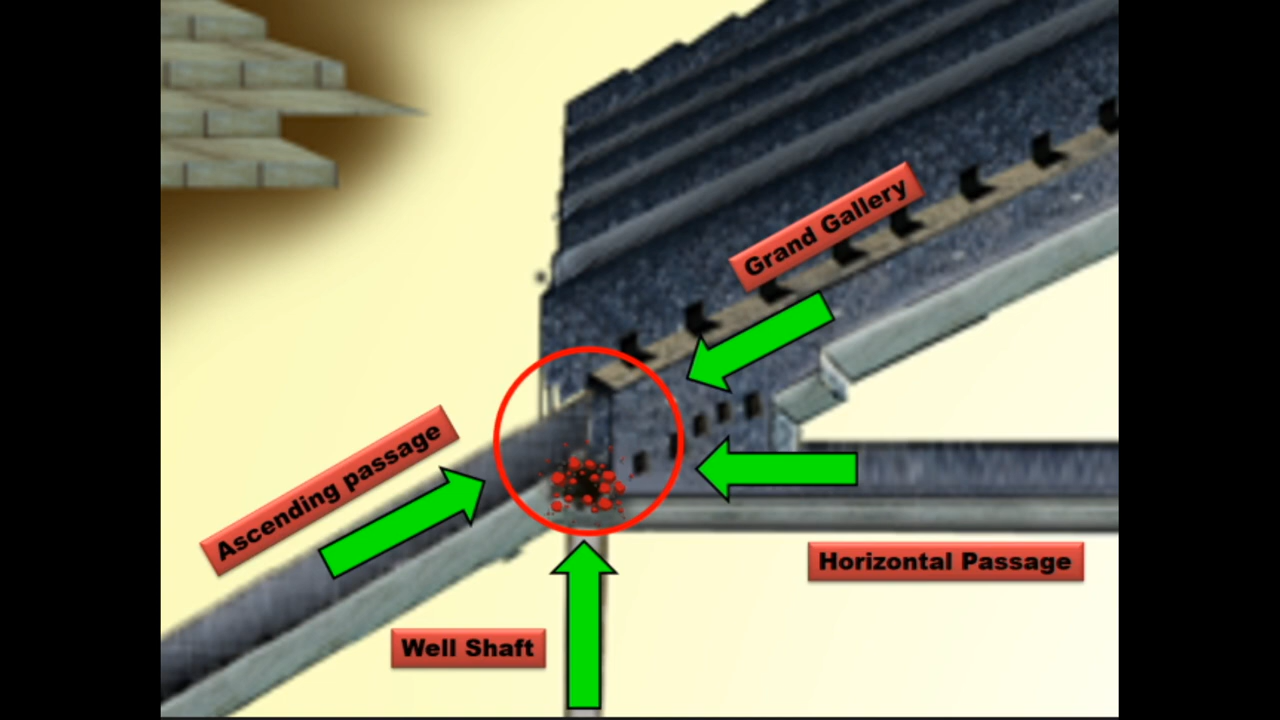 Grand Gallery
Ascending passage
Horizontal Passage
Well Shaft